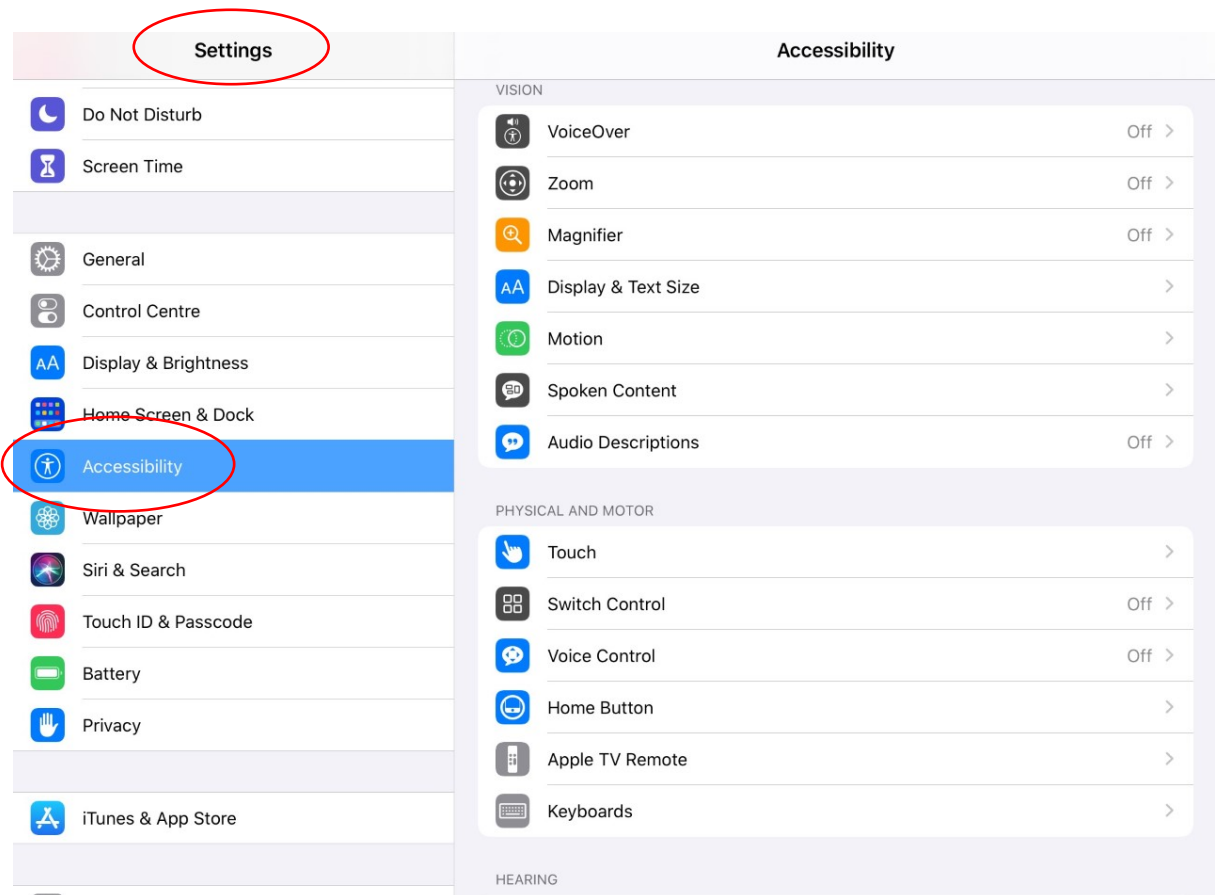 Settings
Do Not Disturb
Screen Time
General
Control Centre
AA Display & Brightness
Home Screen & Dock
Accessibility
Wallpaper
Siri & Search
Touch ID & Passcode
Battery
Privacy
iTunes & App Store
Accessibility
VISION
VoiceOver Off
Zoom Off
Magnifier Off
AA Display & Text Size
Motion
Spoken Content
Audio Descriptions Off
PHYSICAL AND MOTOR
Touch
Switch Control Off
Voice Control Off
Home Button
Apple TV Remote
Keyboards
HEARING